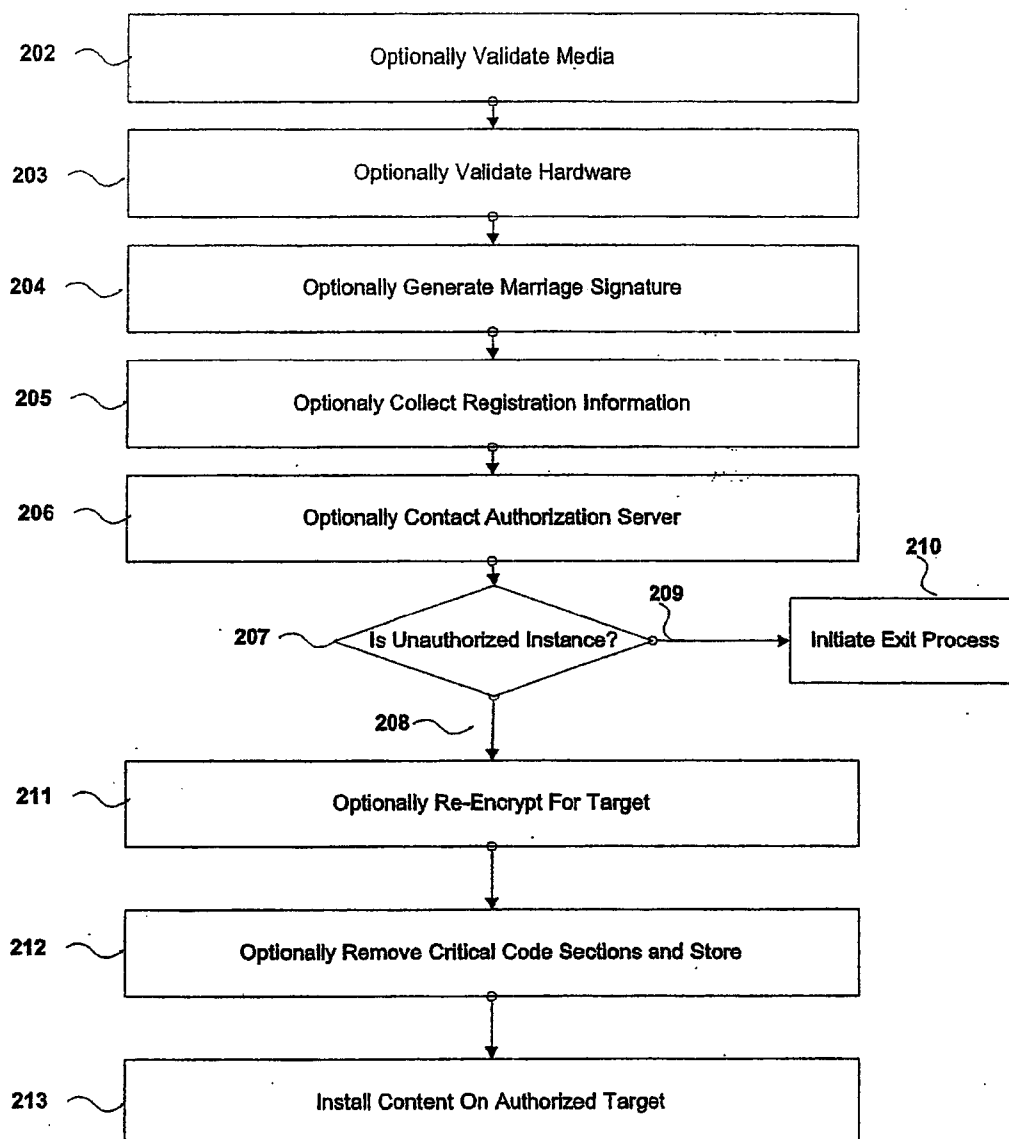 202 Optionally Validate Media
203 Optionally Validate Hardware
204 Optionally Generate Marriage Signature
205 Optionaly Collect Registration Information
206 Optionally Contact Authorization Server
210
209
207 Is Unauthorized Instance? Initiate Exit Process
208
211 Optionally Re-Encrypt For Target
212 Optionally Remove Critical Code Sections and Store
213 Install Content On Authorized Target